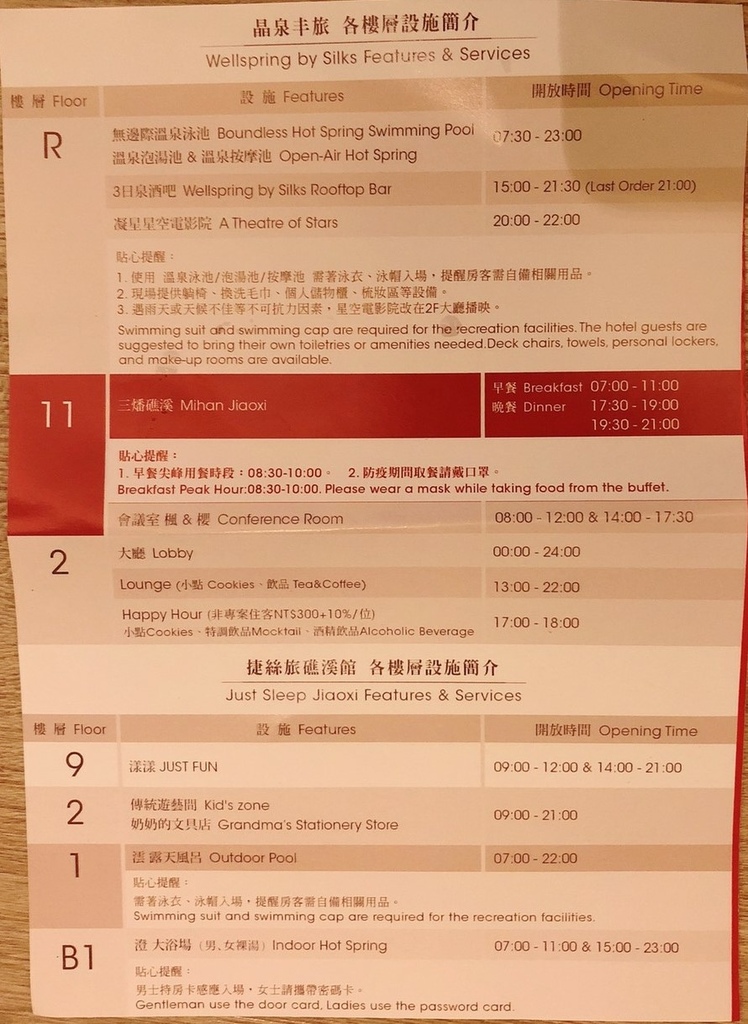 晶泉丰旅 各樓層設施簡介
Wellspring by Silks Features & Services
樓 層 Floor 設 施 Features 開放時間 Opening Time
R
無邊際溫泉泳池 Boundless Hot Spring Swimming Pool
溫泉泡湯池 & 溫泉按摩池 Open-Air Hot Spring
07:30 - 23:00
3日泉酒吧 Wellspring by Silks Rooftop Bar 15:00 - 21:30 (Last Order 21:00)
凝星星空電影院 A Theatre of Stars 20:00 - 22:00
貼心提醒：
1. 使用 溫泉泳池/泡湯池/按摩池 需著泳衣、泳帽入場，提醒房客需自備相關用品。
2. 現場提供躺椅、換洗毛巾、個人儲物櫃、梳妝區等設備。
3. 遇雨天或天候不佳等不可抗力因素，星空電影院改在2F大廳播映。
Swimming suit and swimming cap are required for the recreation facilities. The hotel guests are
suggested to bring their own toiletries or amenities needed.Deck chairs, towels, personal lockers,
and make-up rooms are available.
11
三燔礁溪 Mihan Jiaoxi
早餐 Breakfast 07:00 - 11:00
晚餐 Dinner 17:30 - 19:00
19:30 - 21:00
貼心提醒：
1. 早餐尖峰用餐時段：08:30-10:00。 2. 防疫期間取餐請戴口罩。
Breakfast Peak Hour:08:30-10:00. Please wear a mask while taking food from the buffet.
會議室 楓 & 櫻 Conference Room 08:00 - 12:00 & 14:00 - 17:30
2
大廳 Lobby 00:00 - 24:00
Lounge (小點 Cookies、飲品 Tea&Coffee) 13:00 - 22:00
Happy Hour (非專案住客NT$300+10%/位)
小點Cookies、特調飲品Mocktail、酒精飲品Alcoholic Beverage
17:00 - 18:00
捷絲旅礁溪館 各樓層設施簡介
Just Sleep Jiaoxi Features & Services
樓 層 Floor 設 施 Features 開放時間 Opening Time
9 漾漾 JUST FUN 09:00 - 12:00 & 14:00 - 21:00
2
傳統遊藝間 Kid's zone
奶奶的文具店 Grandma's Stationery Store
09:00 - 21:00
1
澐 露天風呂 Outdoor Pool 07:00 - 22:00
貼心提醒：
需著泳衣、泳帽入場，提醒房客需自備相關用品。
Swimming suit and swimming cap are required for the recreation facilities.
B1
澄 大浴場 (男、女裸湯) Indoor Hot Spring 07:00 - 11:00 & 15:00 - 23:00
貼心提醒：
男士持房卡感應入場，女士請攜帶密碼卡。
Gentleman use the door card, Ladies use the password card.